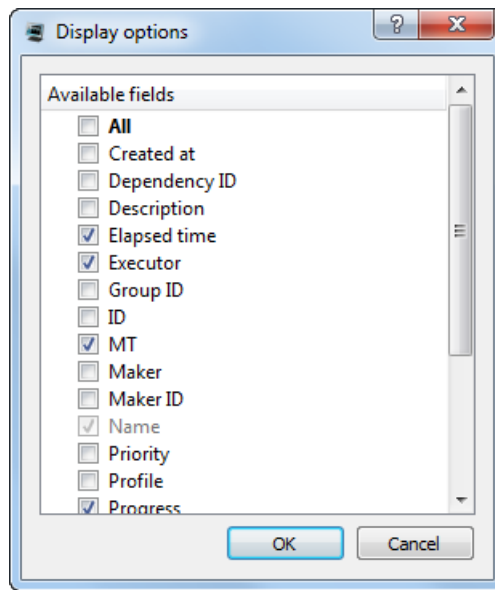 Display options
Available fields
All
Created at
Dependency ID
Description
Elapsed time
Executor
Group ID
ID
MT
Maker
Maker ID
Name
Priority
Profile
Progress
OK Cancel